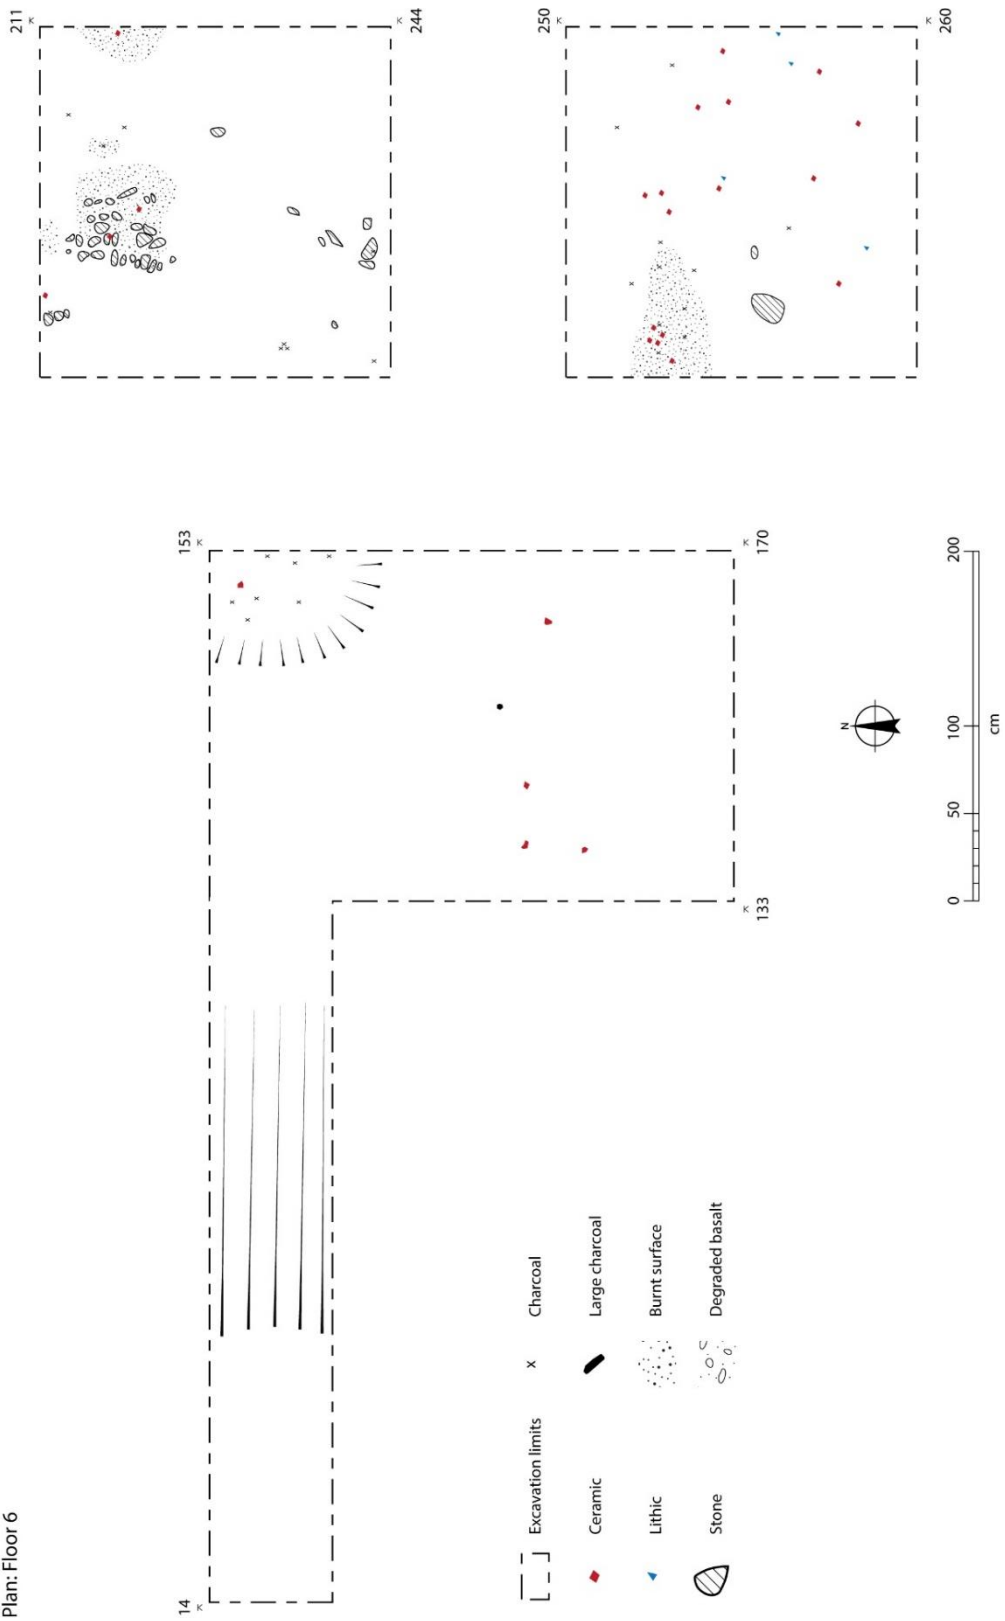 Plan: Floor 6
14 K
153 K
K 133
K 170
211 K
K 244
250 K
K 260
Excavation limits
Ceramic
Lithic
Stone
x Charcoal
Large charcoal
Burnt surface
Degraded basalt
N
0 50 100 200
cm